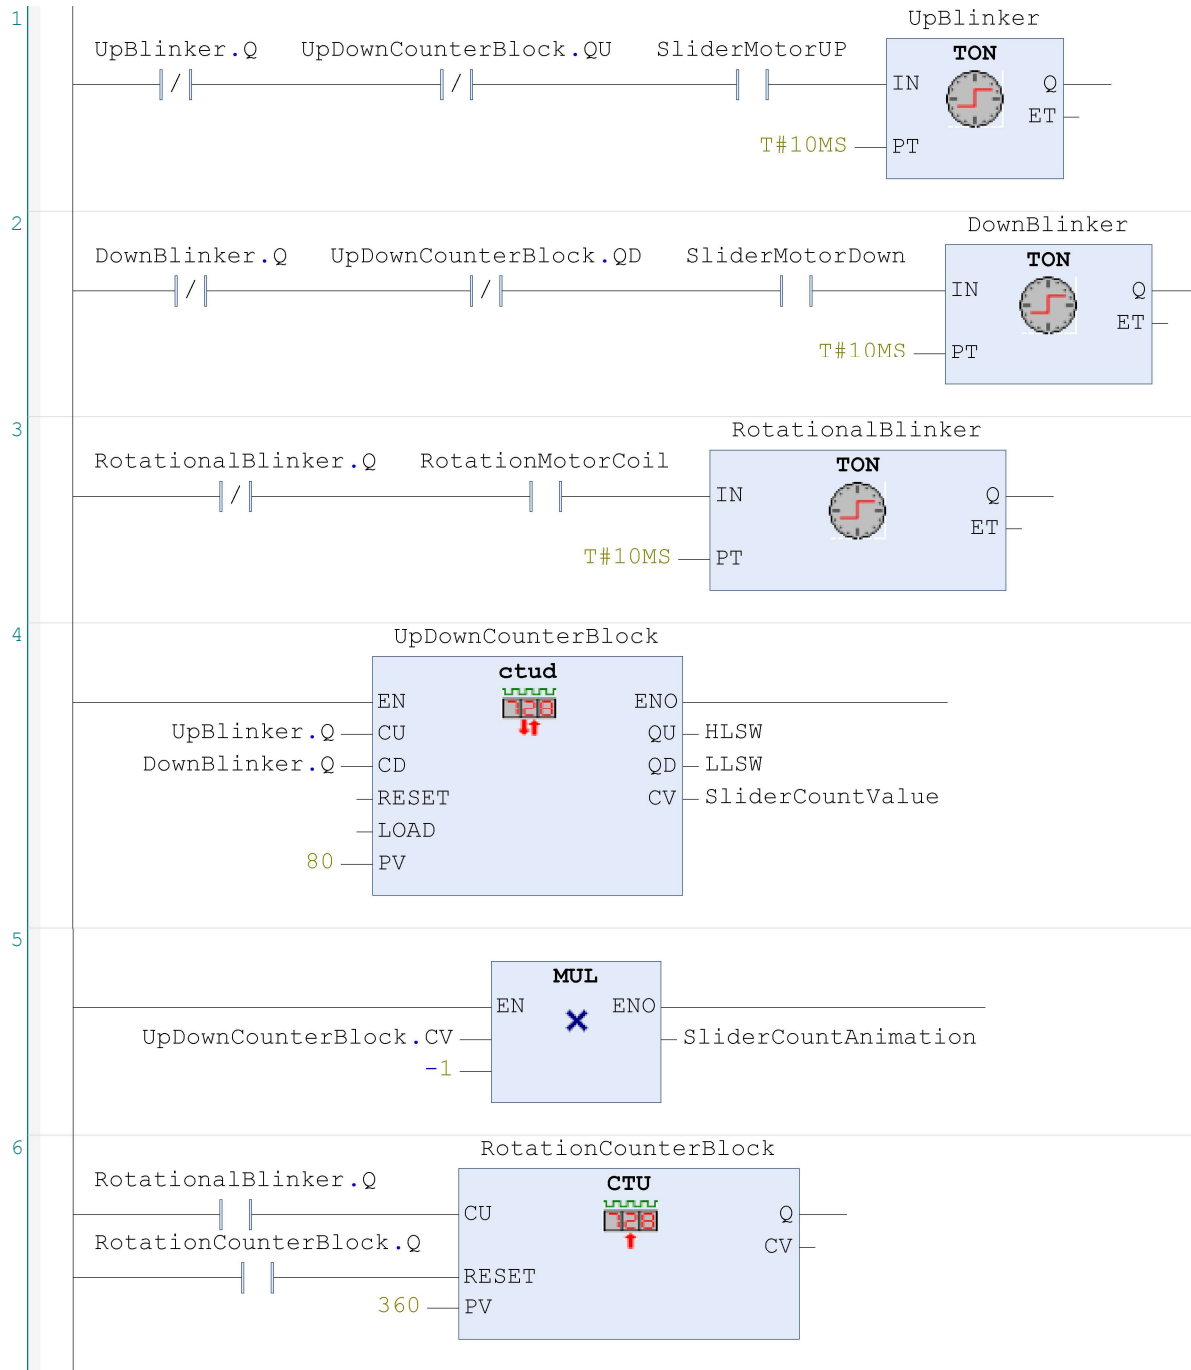 1
UpBlinker
UpBlinker.Q UpDownCounterBlock.QU SliderMotorUP
TON
/ / IN Q
ET
T#10MS PT
2
DownBlinker
DownBlinker.Q UpDownCounterBlock.QD SliderMotorDown
TON
/ / IN Q
ET
T#10MS PT
3
RotationalBlinker
RotationalBlinker.Q RotationMotorCoil
TON
/ IN Q
ET
T#10MS PT
4
UpDownCounterBlock
ctud
728
EN ENO
UpBlinker.Q CU QU HLSW
DownBlinker.Q CD QD LLSW
RESET CV SliderCountValue
LOAD
80 PV
5
MUL
EN ENO
UpDownCounterBlock.CV SliderCountAnimation
-1
6
RotationCounterBlock
RotationalBlinker.Q
CTU
728
CU Q
RotationCounterBlock.Q CV
RESET
360 PV